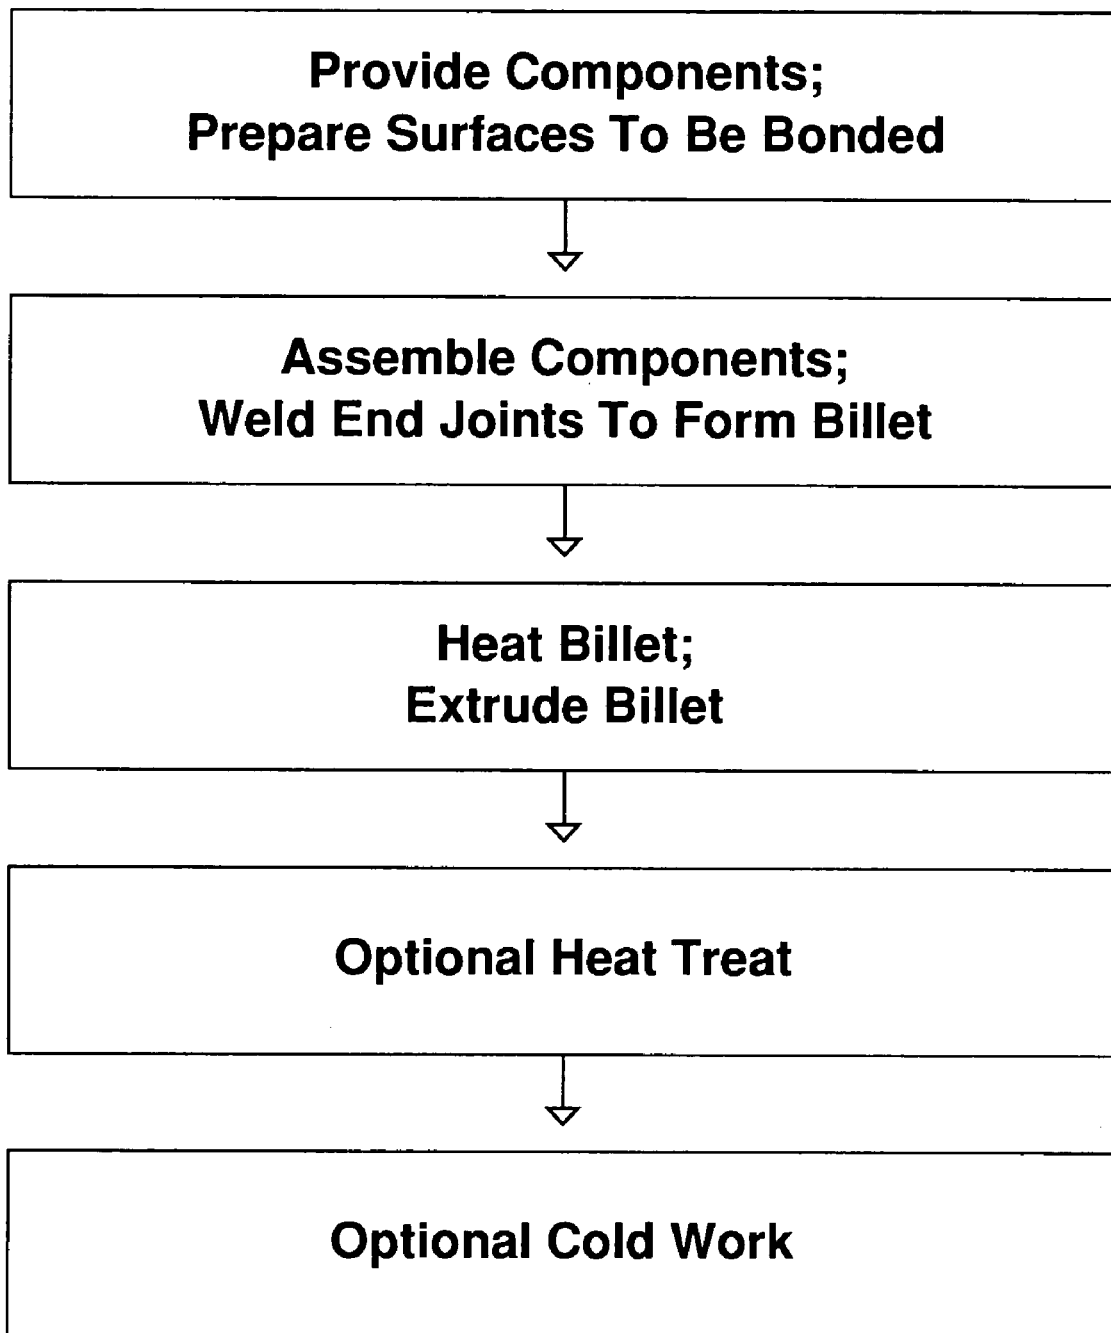 Provide Components;
Prepare Surfaces To Be Bonded
Assemble Components;
Weld End Joints To Form Billet
Heat Billet;
Extrude Billet
Optional Heat Treat
Optional Cold Work